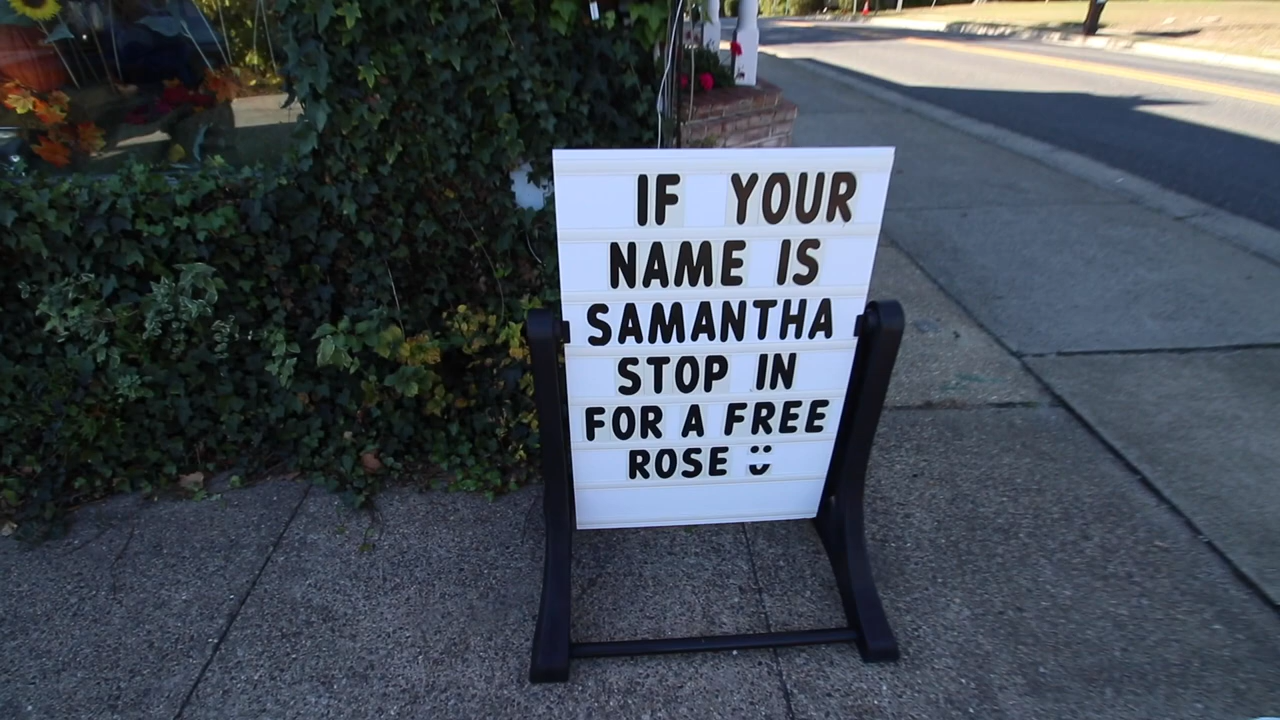 IF YOUR
NAME IS
SAMANTHA
STOP IN
FOR A FREE
ROSE Ü